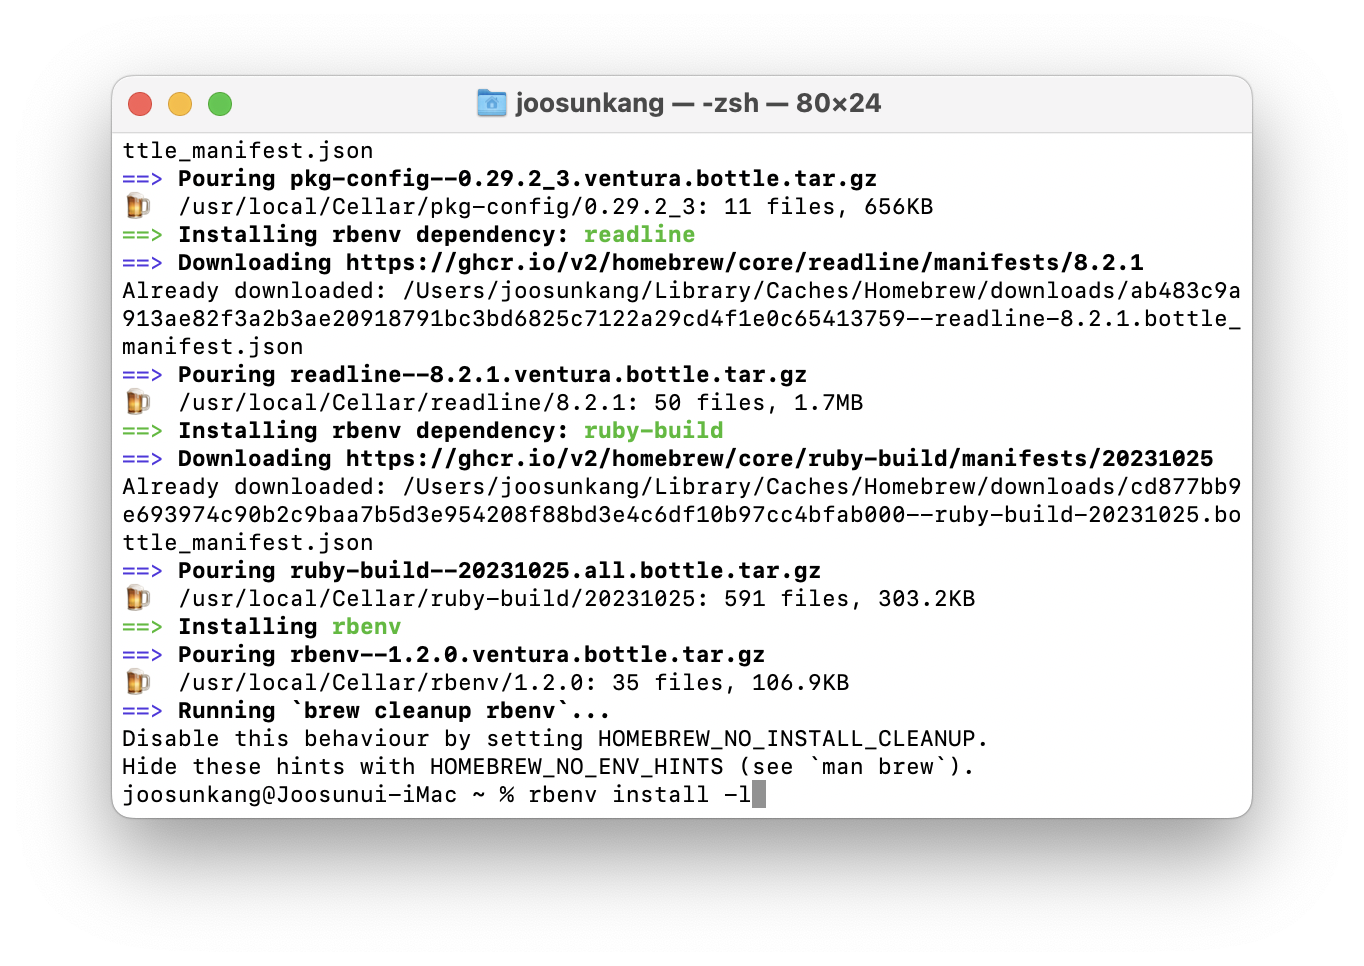 joosunkang — -zsh — 80×24
ttle_manifest.json
==> Pouring pkg-config--0.29.2_3.ventura.bottle.tar.gz
🍺  /usr/local/Cellar/pkg-config/0.29.2_3: 11 files, 656KB
==> Installing rbenv dependency: readline
==> Downloading https://ghcr.io/v2/homebrew/core/readline/manifests/8.2.1
Already downloaded: /Users/joosunkang/Library/Caches/Homebrew/downloads/ab483c9a
913ae82f3a2b3ae20918791bc3bd6825c7122a29cd4f1e0c65413759--readline-8.2.1.bottle_
manifest.json
==> Pouring readline--8.2.1.ventura.bottle.tar.gz
🍺  /usr/local/Cellar/readline/8.2.1: 50 files, 1.7MB
==> Installing rbenv dependency: ruby-build
==> Downloading https://ghcr.io/v2/homebrew/core/ruby-build/manifests/20231025
Already downloaded: /Users/joosunkang/Library/Caches/Homebrew/downloads/cd877bb9
e693974c90b2c9baa7b5d3e954208f88bd3e4c6df10b97cc4bfab000--ruby-build-20231025.bo
ttle_manifest.json
==> Pouring ruby-build--20231025.all.bottle.tar.gz
🍺  /usr/local/Cellar/ruby-build/20231025: 591 files, 303.2KB
==> Installing rbenv
==> Pouring rbenv--1.2.0.ventura.bottle.tar.gz
🍺  /usr/local/Cellar/rbenv/1.2.0: 35 files, 106.9KB
==> Running `brew cleanup rbenv`...
Disable this behaviour by setting HOMEBREW_NO_INSTALL_CLEANUP.
Hide these hints with HOMEBREW_NO_ENV_HINTS (see `man brew`).
joosunkang@Joosunui-iMac ~ % rbenv install -l